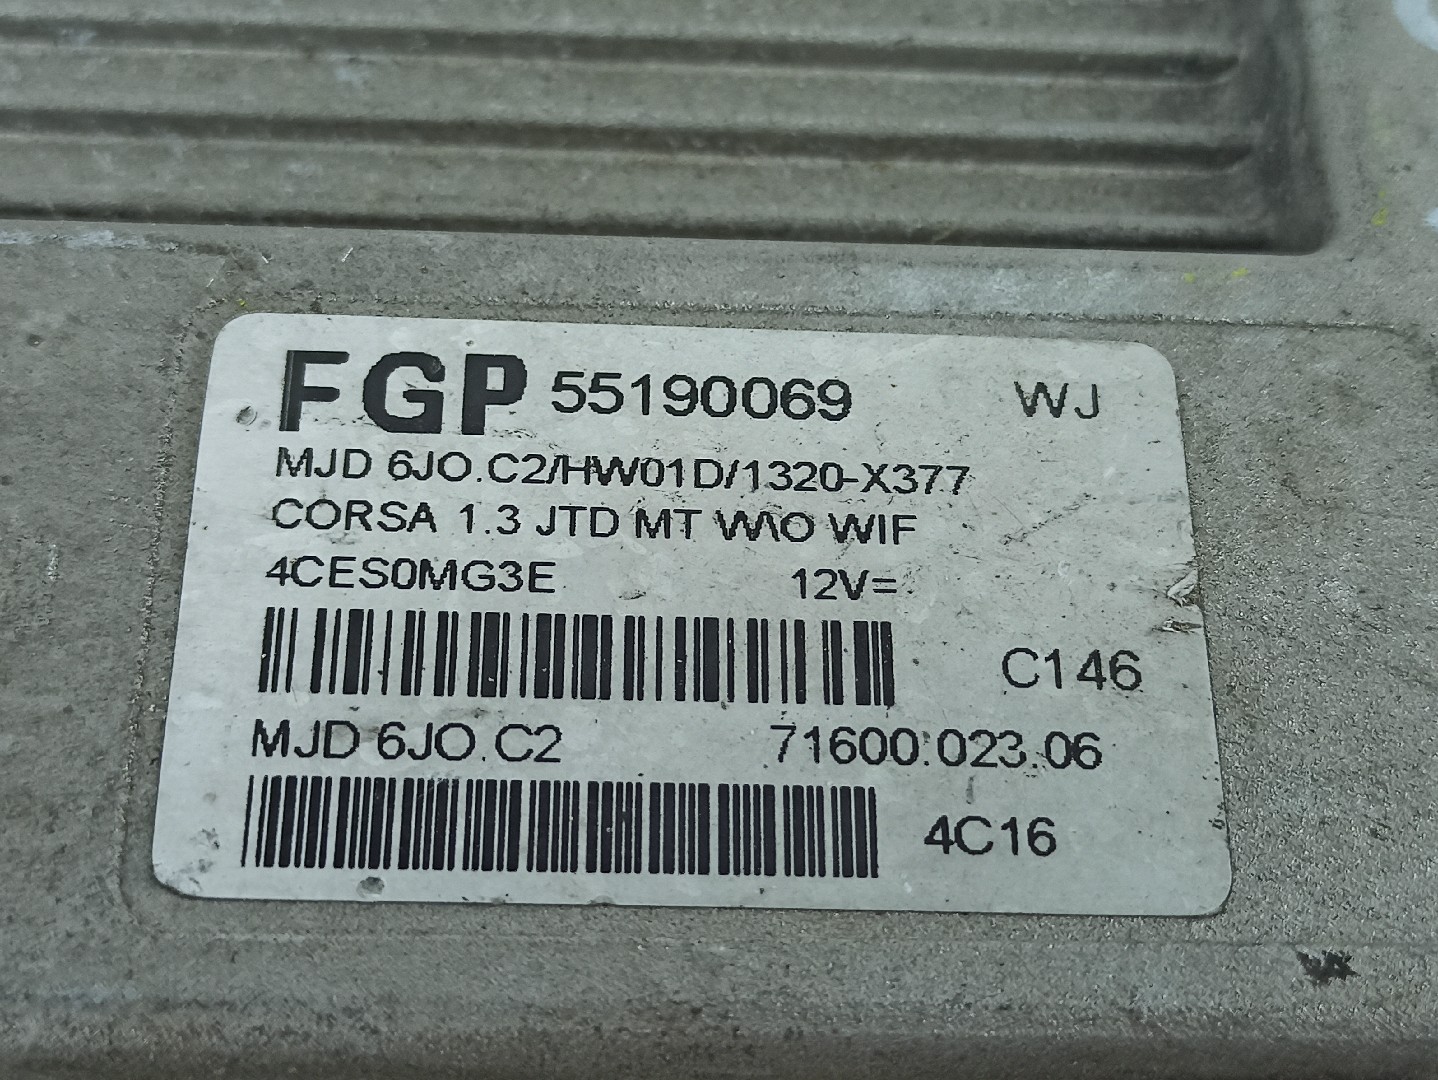 FGP 55190069 WJ
MJD 6JO.C2/HW01D/1320-X377
CORSA 1.3 JTD MT W\O WIF
4CES0MG3E 12V=
C146
MJD 6JO.C2 71600.023.06
4C16